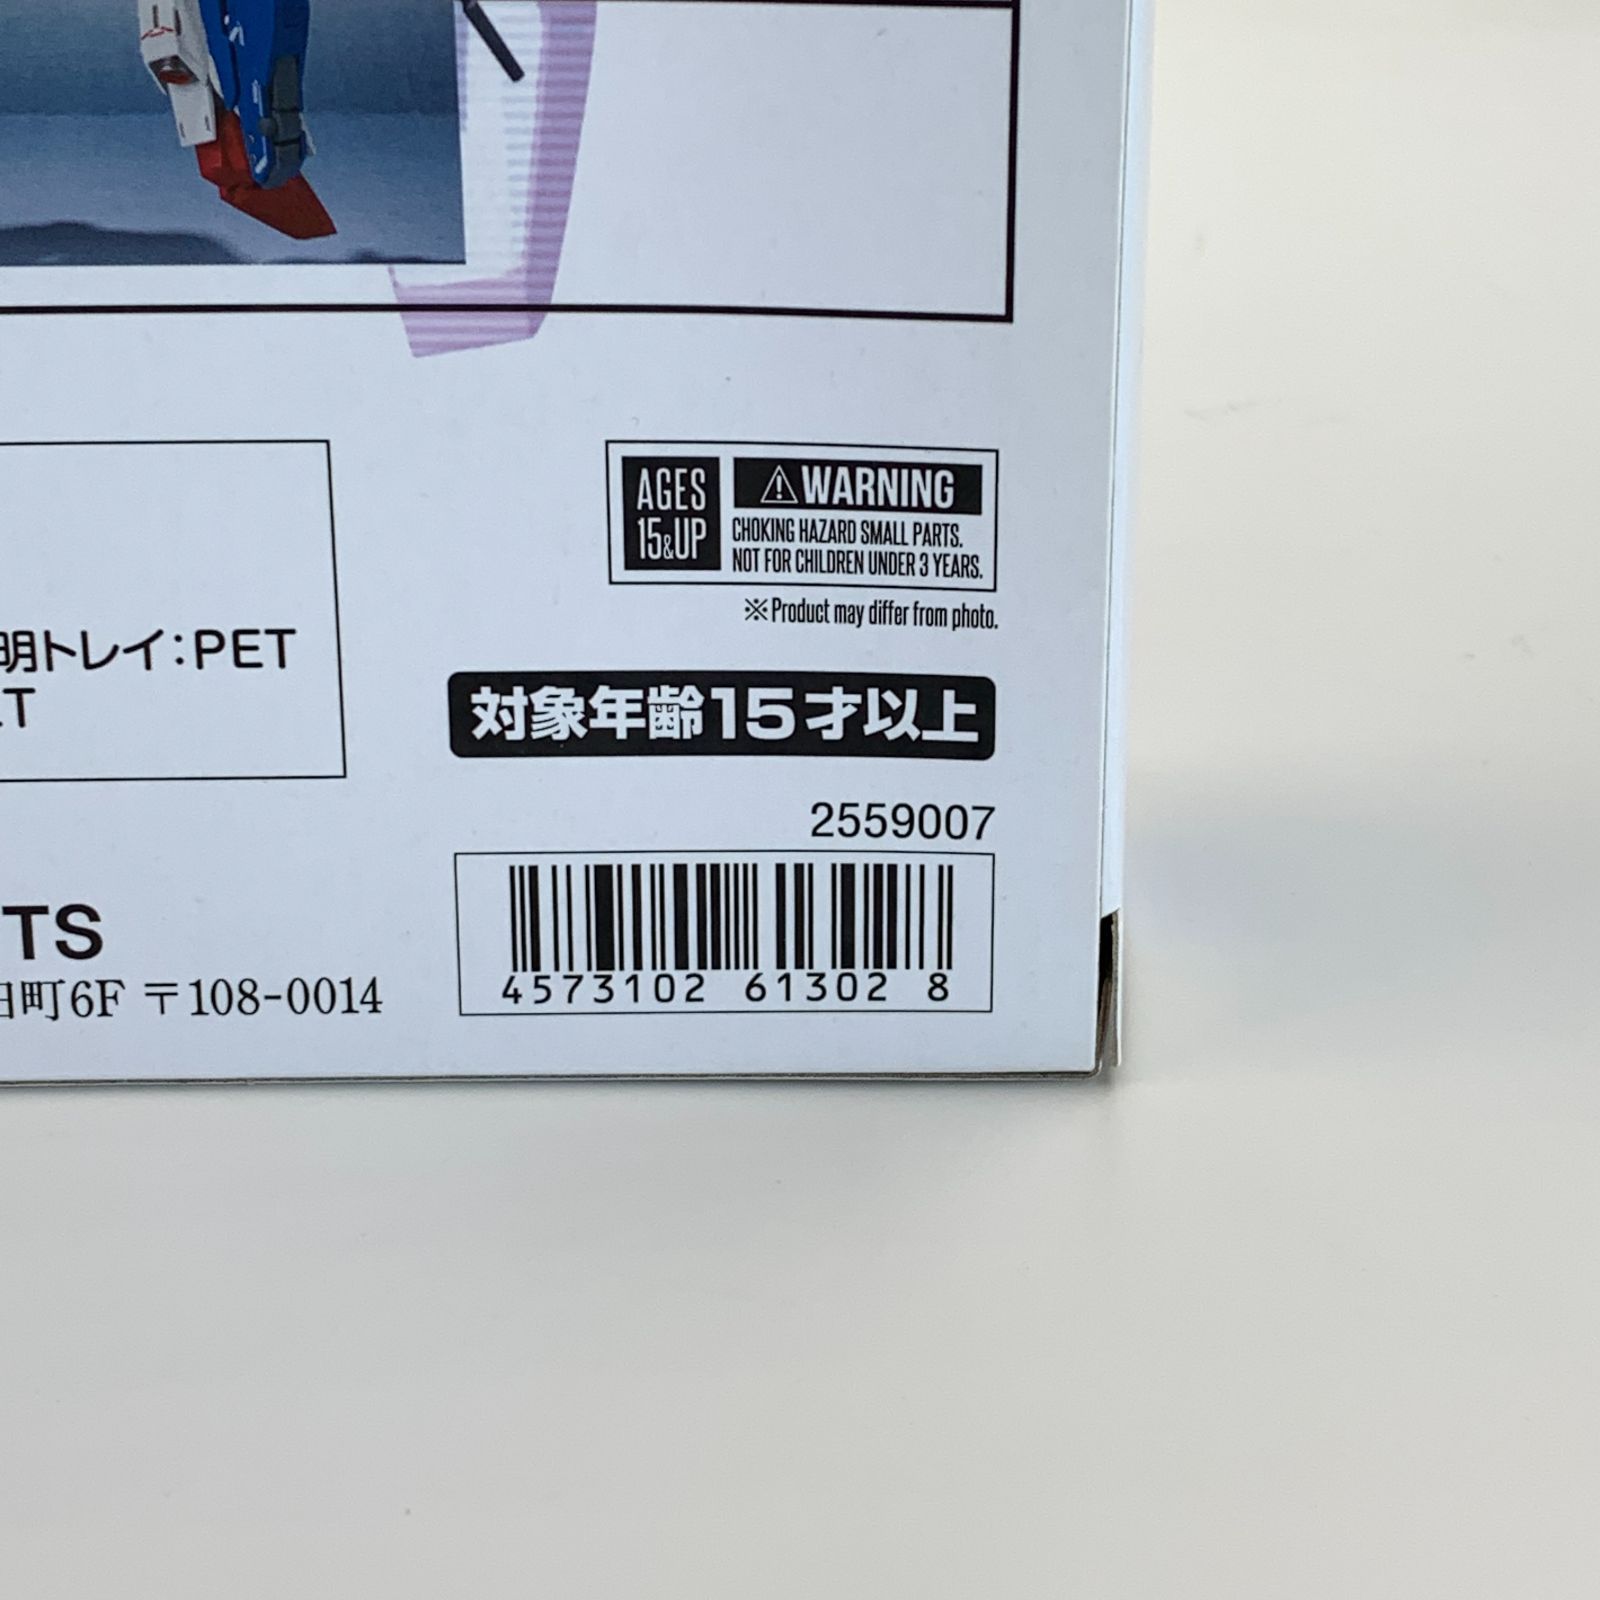 AGES
15&UP
⚠WARNING
CHOKING HAZARD SMALL PARTS.
NOT FOR CHILDREN UNDER 3 YEARS.
※Product may differ from photo.
明トレイ：PET
対象年齢15才以上
2559007
TS
町6F 〒108-0014
4573102 61302 8